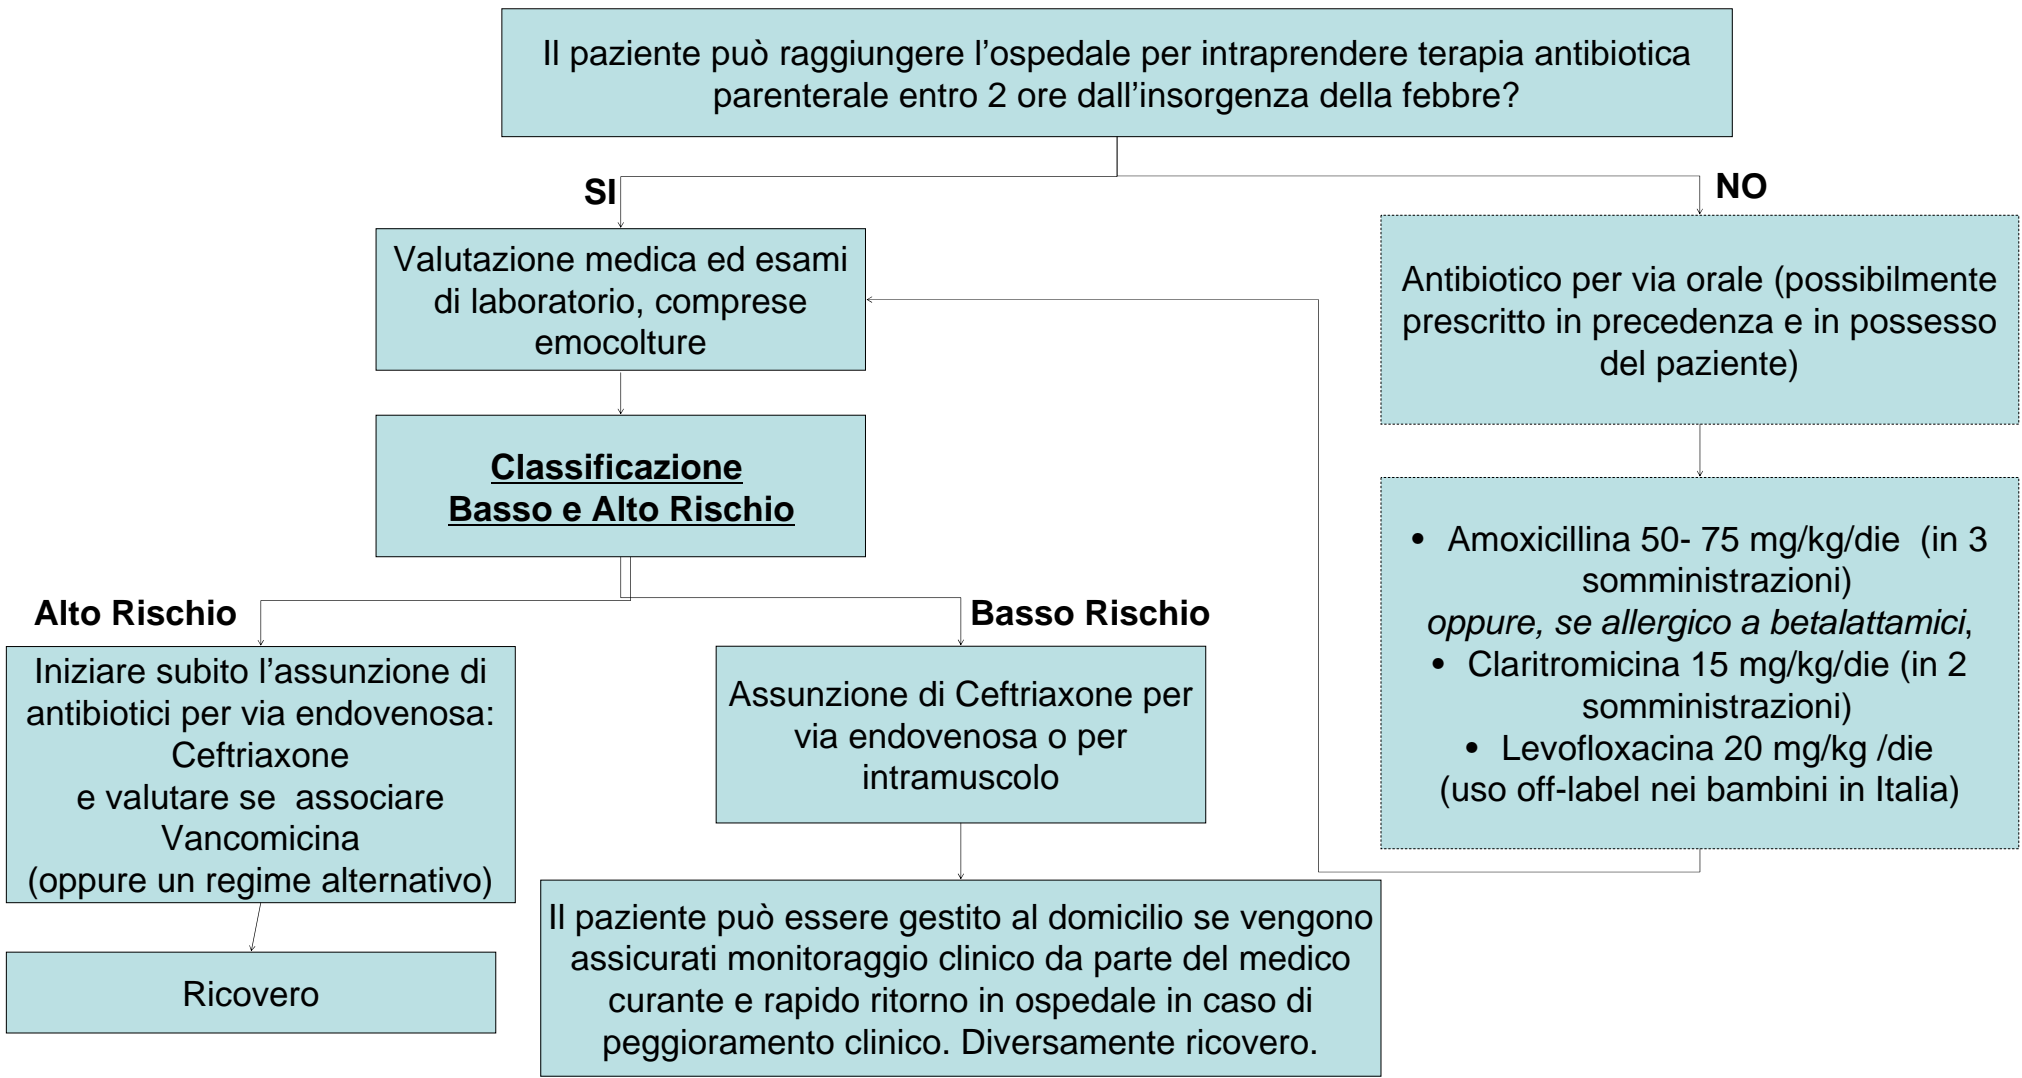 Il paziente può raggiungere l’ospedale per intraprendere terapia antibiotica
parenterale entro 2 ore dall’insorgenza della febbre?
SI
NO
Valutazione medica ed esami
di laboratorio, comprese
emocolture
Antibiotico per via orale (possibilmente
prescritto in precedenza e in possesso
del paziente)
Classificazione
Basso e Alto Rischio
• Amoxicillina 50- 75 mg/kg/die (in 3
somministrazioni)
oppure, se allergico a betalattamici,
• Claritromicina 15 mg/kg/die (in 2
somministrazioni)
• Levofloxacina 20 mg/kg /die
(uso off-label nei bambini in Italia)
Alto Rischio
Basso Rischio
Iniziare subito l’assunzione di
antibiotici per via endovenosa:
Ceftriaxone
e valutare se associare
Vancomicina
(oppure un regime alternativo)
Assunzione di Ceftriaxone per
via endovenosa o per
intramuscolo
Ricovero
Il paziente può essere gestito al domicilio se vengono
assicurati monitoraggio clinico da parte del medico
curante e rapido ritorno in ospedale in caso di
peggioramento clinico. Diversamente ricovero.